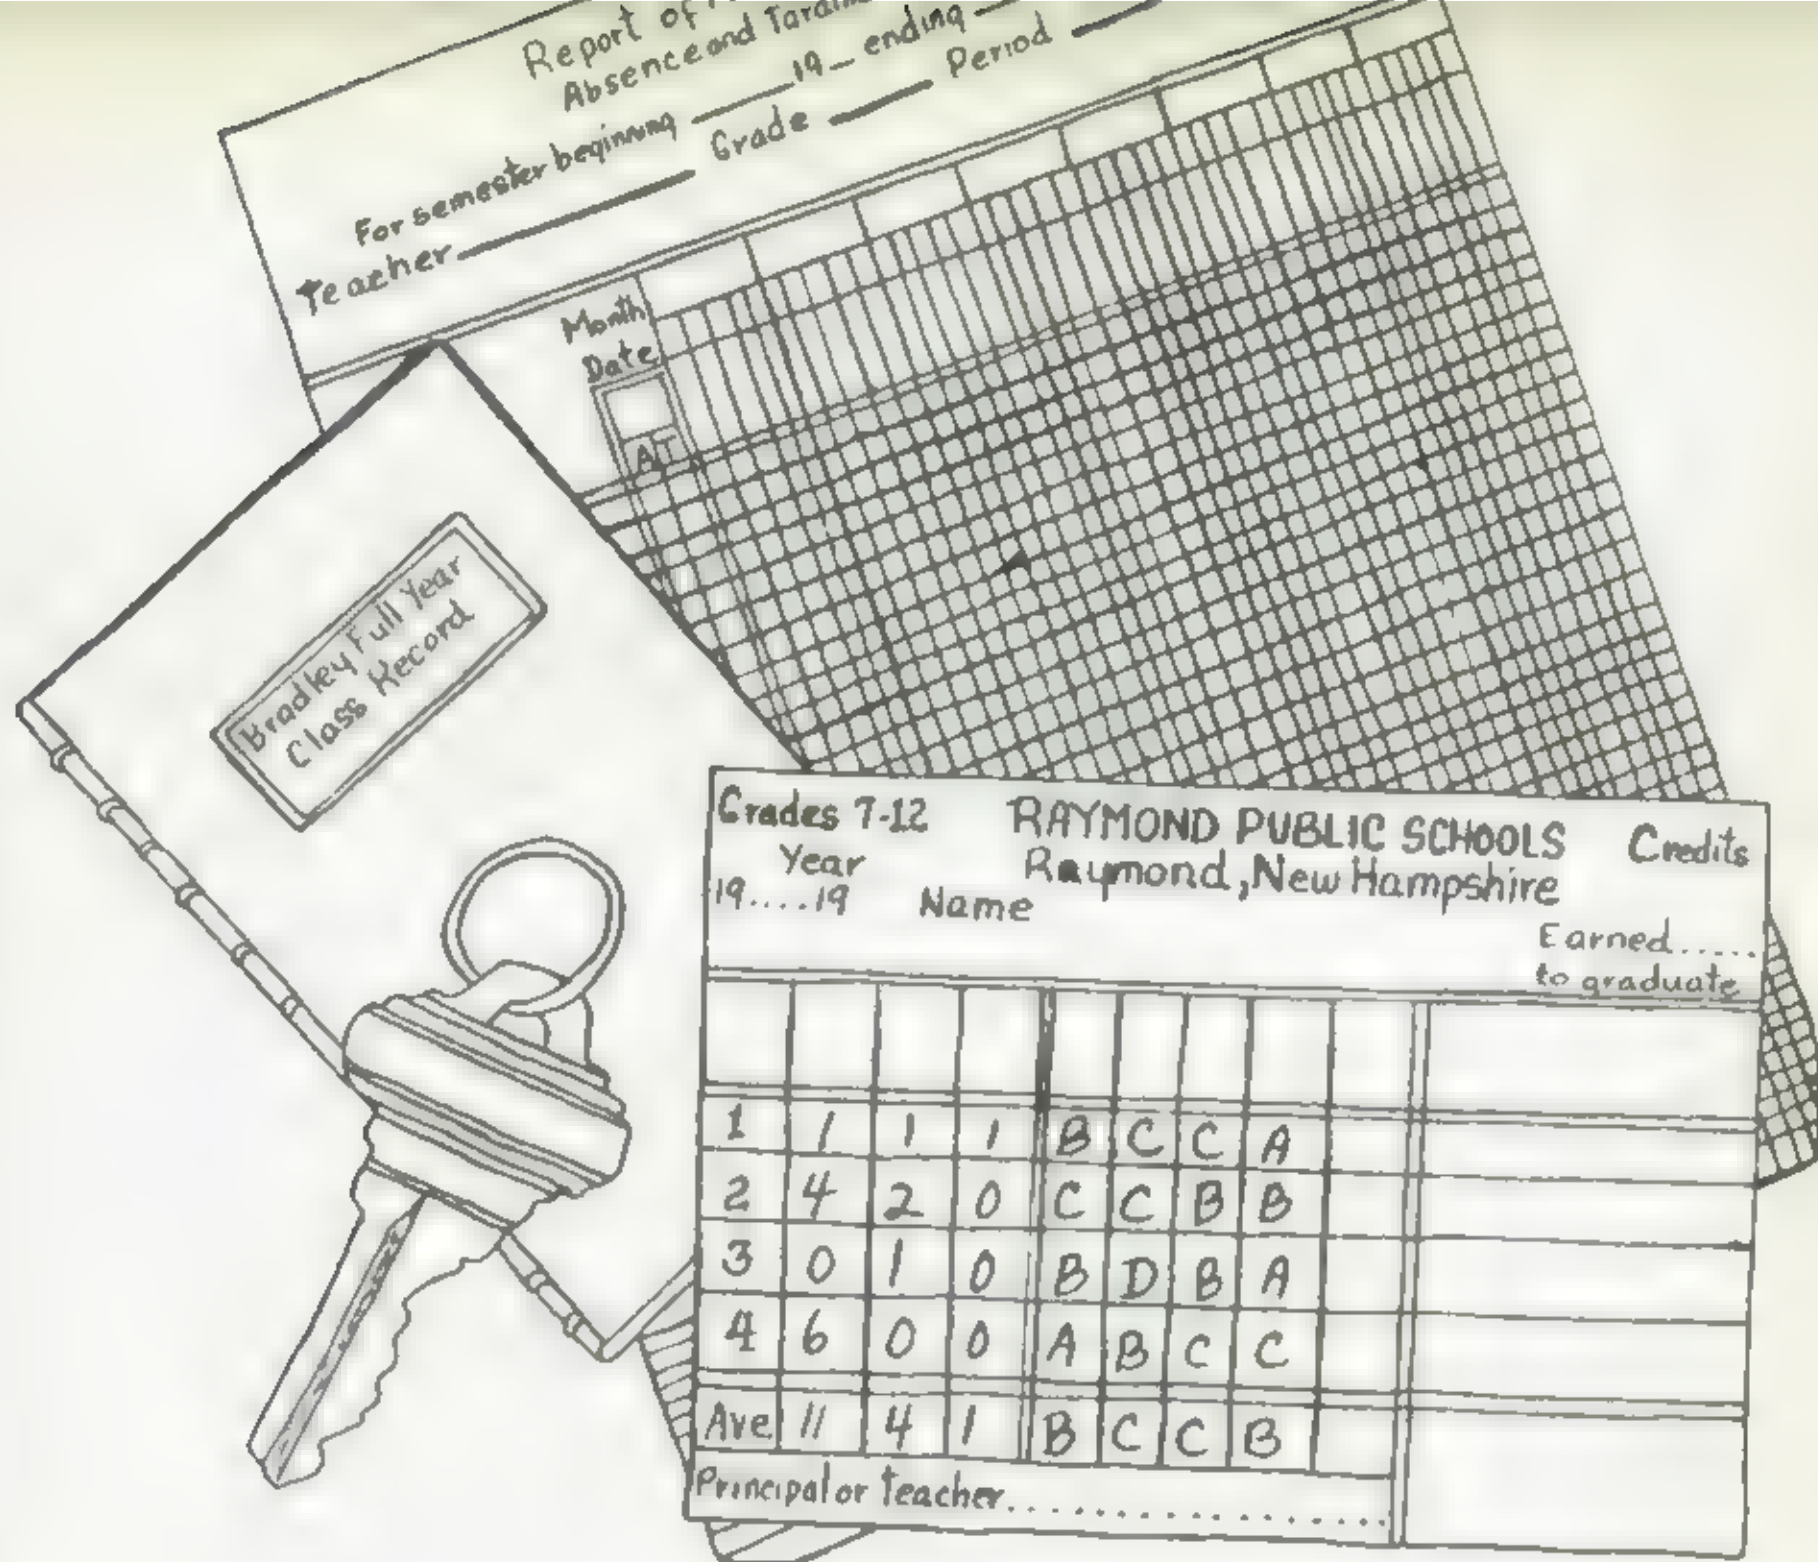 Report of
Absence and
For semester beginning 19 ending
Teacher Grade Period
Month
Date
A T
Bradley Full Year
Class Record
Grades 7-12 RAYMOND PUBLIC SCHOOLS Credits
Year Raymond, New Hampshire
19....19 Name
Earned.....
to graduate
1 1 1 1 B C C A
2 4 2 0 C C B B
3 0 1 0 B D B A
4 6 0 0 A B C C
Ave 11 4 1 B C C B
Principal or teacher..................